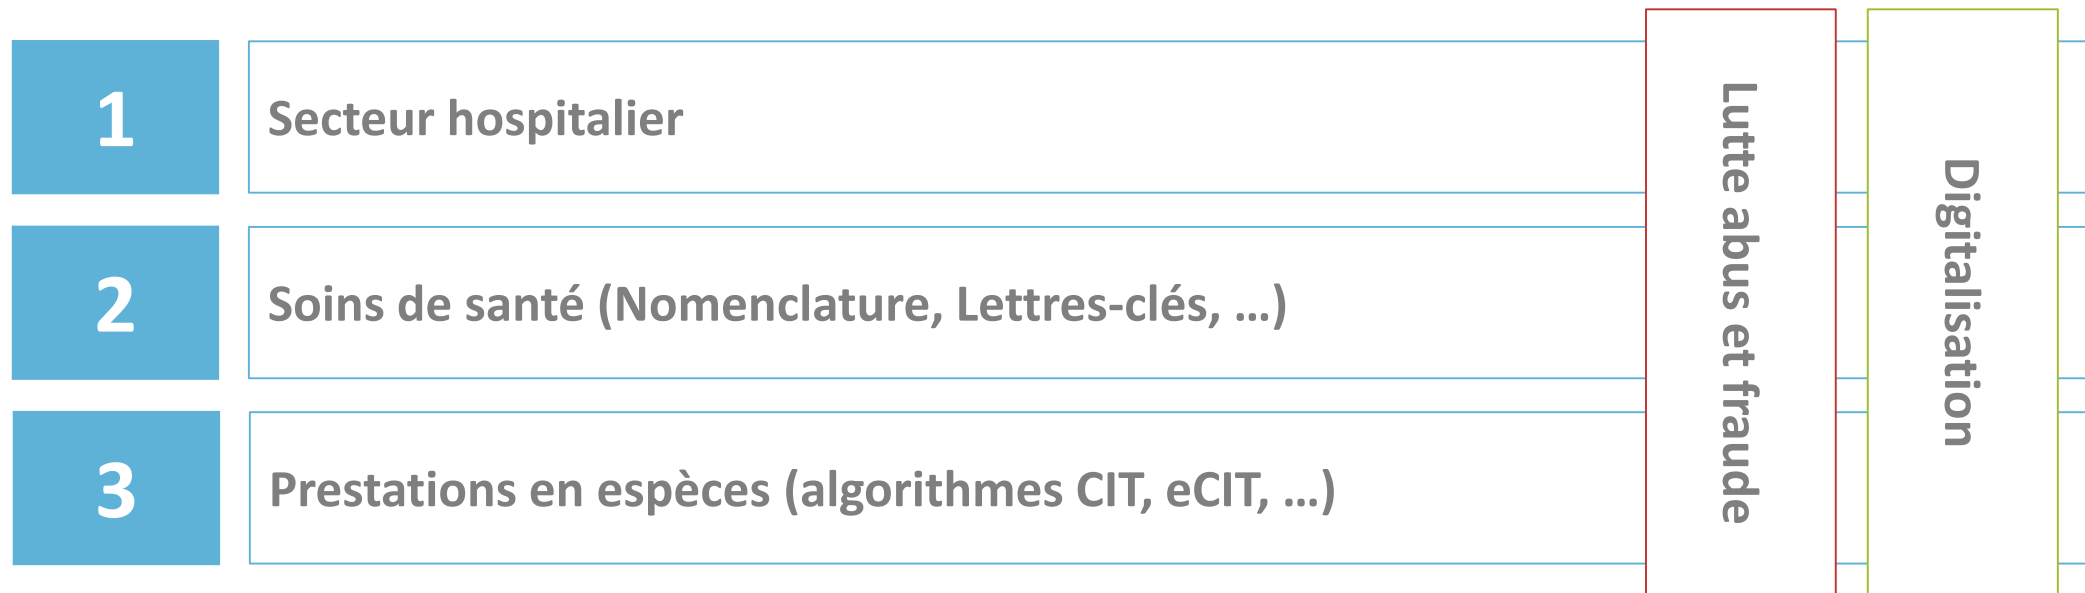 1
Secteur hospitalier
2
Soins de santé (Nomenclature, Lettres-clés, ...)
3
Prestations en espèces (algorithmes CIT, eCIT, ...)
Lutte abus et fraude
Digitalisation